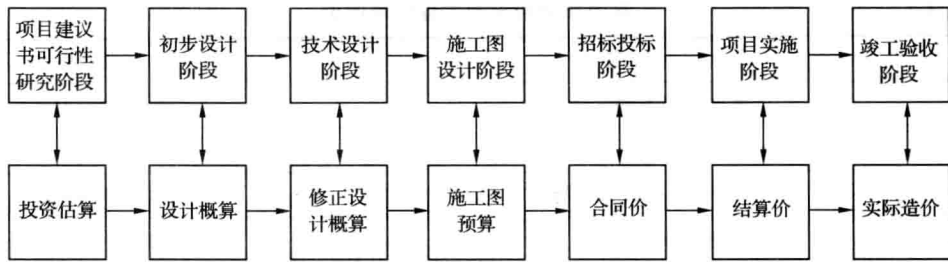 项目建议
书可行性
研究阶段
初步设计
阶段
技术设计
阶段
施工图
设计阶段
招标投标
阶段
项目实施
阶段
竣工验收
阶段
投资估算
设计概算
修正设
计概算
施工图
预算
合同价
结算价
实际造价